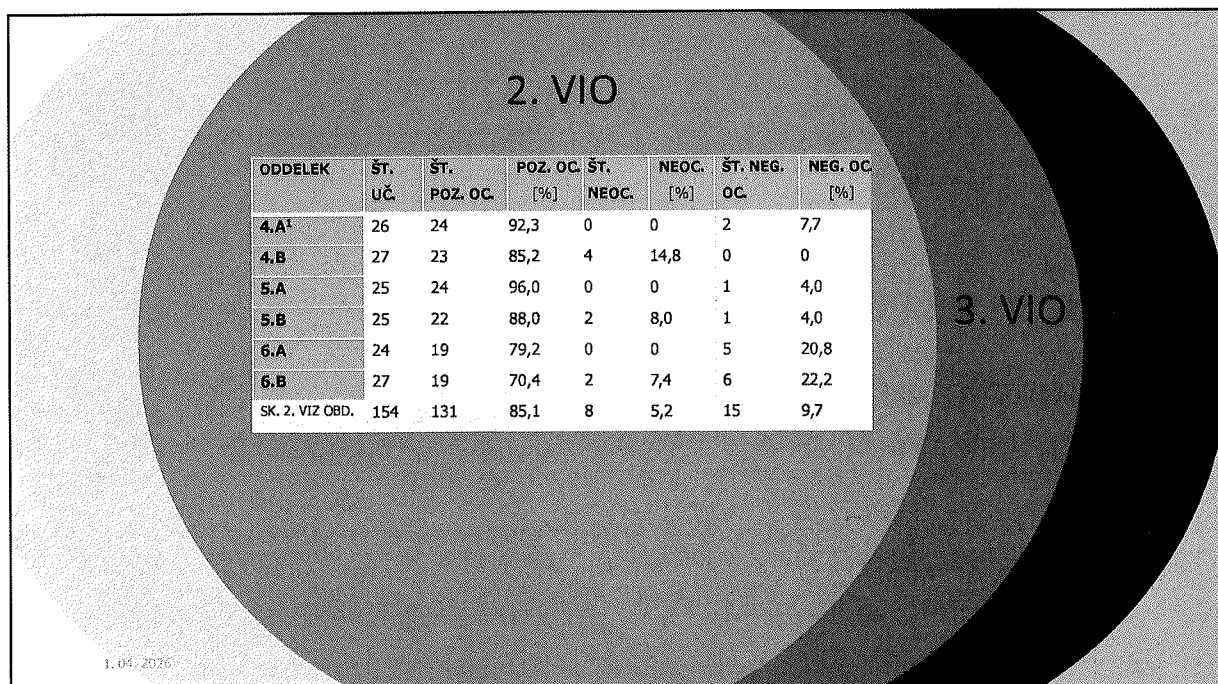 2. VIO
ODDELEK ŠT. UČ. ŠT. POZ. OC. POZ. OC. [%] ŠT. NEOC. NEOC. [%] ŠT. NEG. OC. NEG. OC. [%]
4.A¹ 26 24 92,3 0 0 2 7,7
4.B 27 23 85,2 4 14,8 0 0
5.A 25 24 96,0 0 0 1 4,0
5.B 25 22 88,0 2 8,0 1 4,0
6.A 24 19 79,2 0 0 5 20,8
6.B 27 19 70,4 2 7,4 6 22,2
SK. 2. VIZ OBD. 154 131 85,1 8 5,2 15 9,7
3. VIO
1. 04. 2026